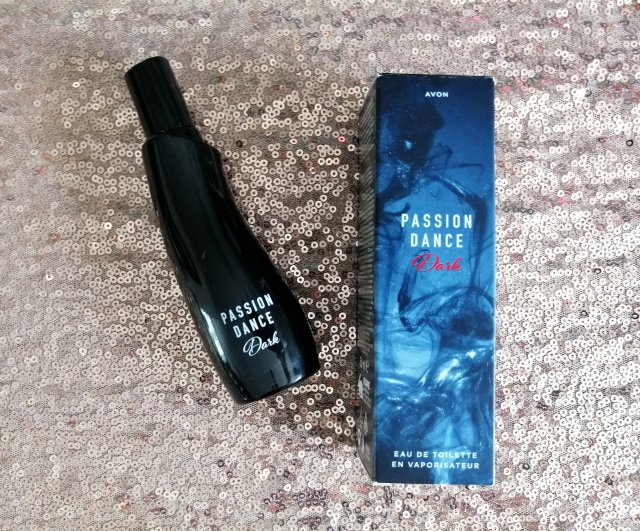 PASSION
DANCE
Dark
AVON
PASSION
DANCE
Dark
EAU DE TOILETTE
EN VAPORISATEUR